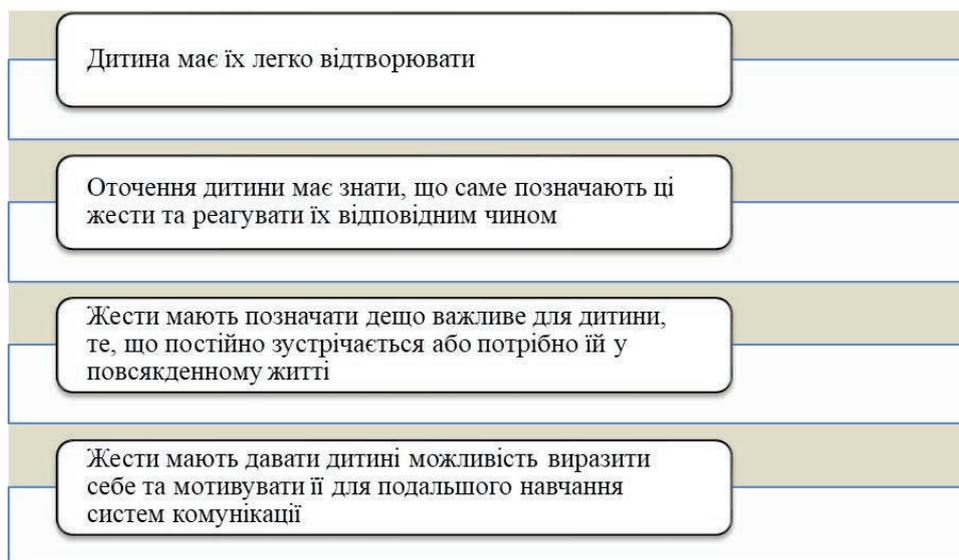 Дитина має їх легко відтворювати
Оточення дитини має знати, що саме позначають ці
жести та реагувати їх відповідним чином
Жести мають позначати дещо важливе для дитини,
те, що постійно зустрічається або потрібно їй у
повсякденному житті
Жести мають давати дитині можливість виразити
себе та мотивувати її для подальшого навчання
систем комунікації